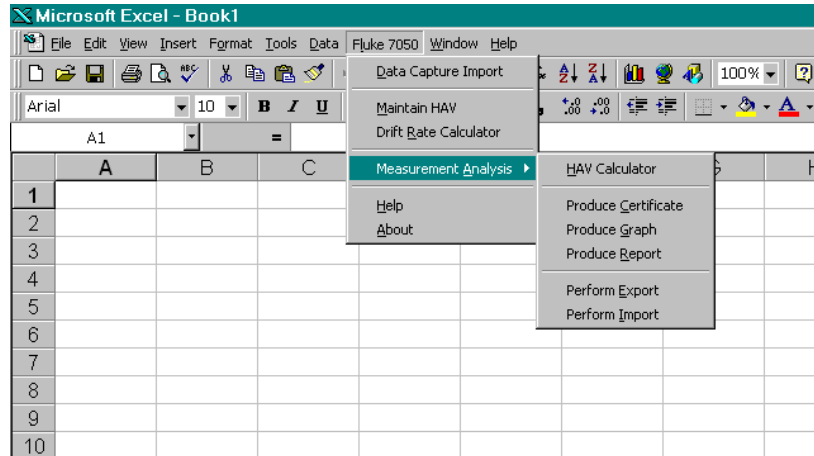 Microsoft Excel - Book1
File Edit View Insert Format Tools Data Fluke 7050 Window Help
100%
Arial 10 B I U
A1 =
Data Capture Import
Maintain HAV
Drift Rate Calculator
Measurement Analysis
Help
About
HAV Calculator
Produce Certificate
Produce Graph
Produce Report
Perform Export
Perform Import
A B C
1
2
3
4
5
6
7
8
9
10